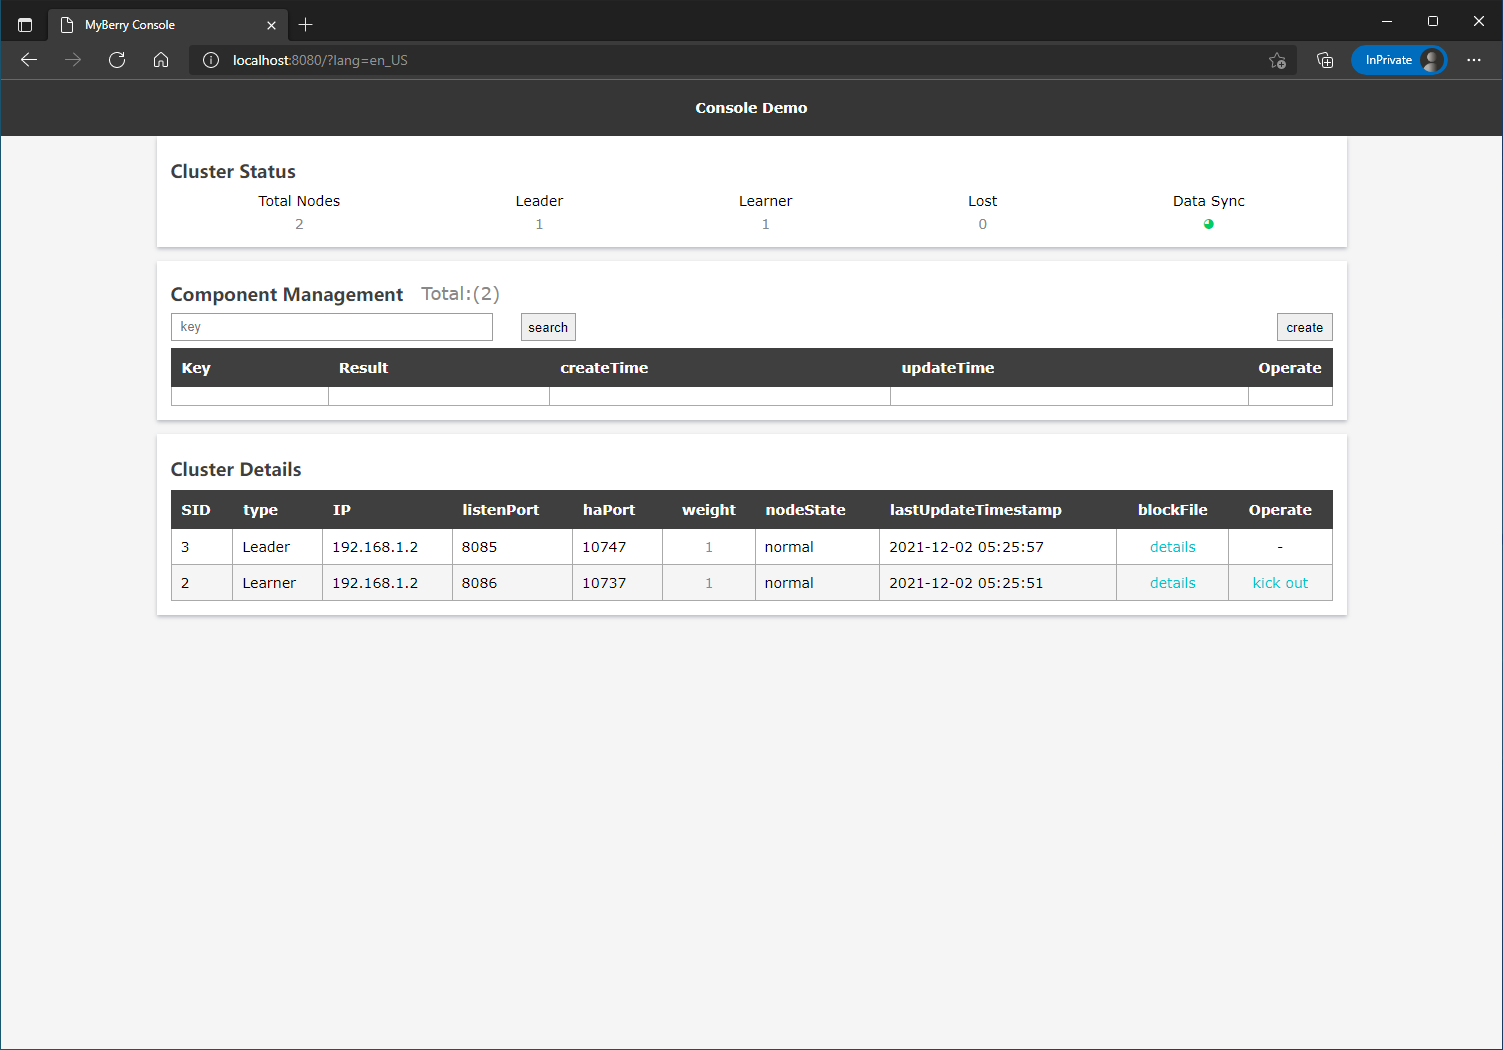 MyBerry Console
localhost:8080/?lang=en_US
InPrivate
Console Demo
Cluster Status
Total Nodes Leader Learner Lost Data Sync
2 1 1 0
Component Management Total:(2)
key search create
Key Result createTime updateTime Operate
Cluster Details
SID type IP listenPort haPort weight nodeState lastUpdateTimestamp blockFile Operate
3 Leader 192.168.1.2 8085 10747 1 normal 2021-12-02 05:25:57 details -
2 Learner 192.168.1.2 8086 10737 1 normal 2021-12-02 05:25:51 details kick out